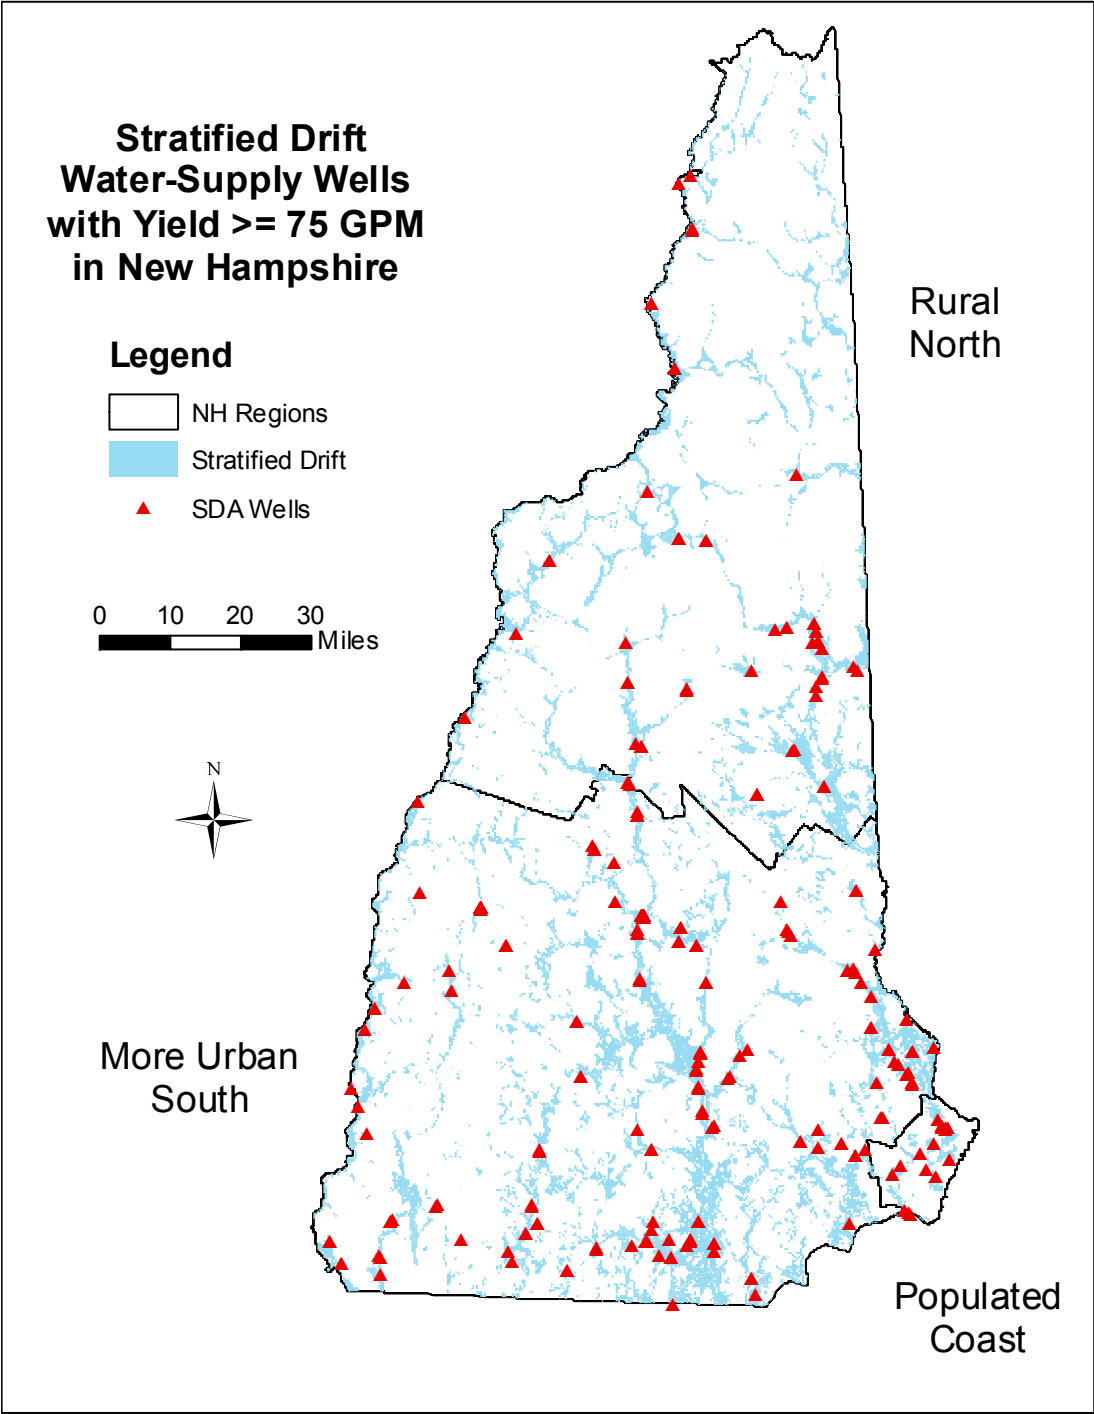 Stratified Drift
Water-Supply Wells
with Yield >= 75 GPM
in New Hampshire
Rural
North
Legend
NH Regions
Stratified Drift
SDA Wells
0 10 20 30
Miles
N
More Urban
South
Populated
Coast